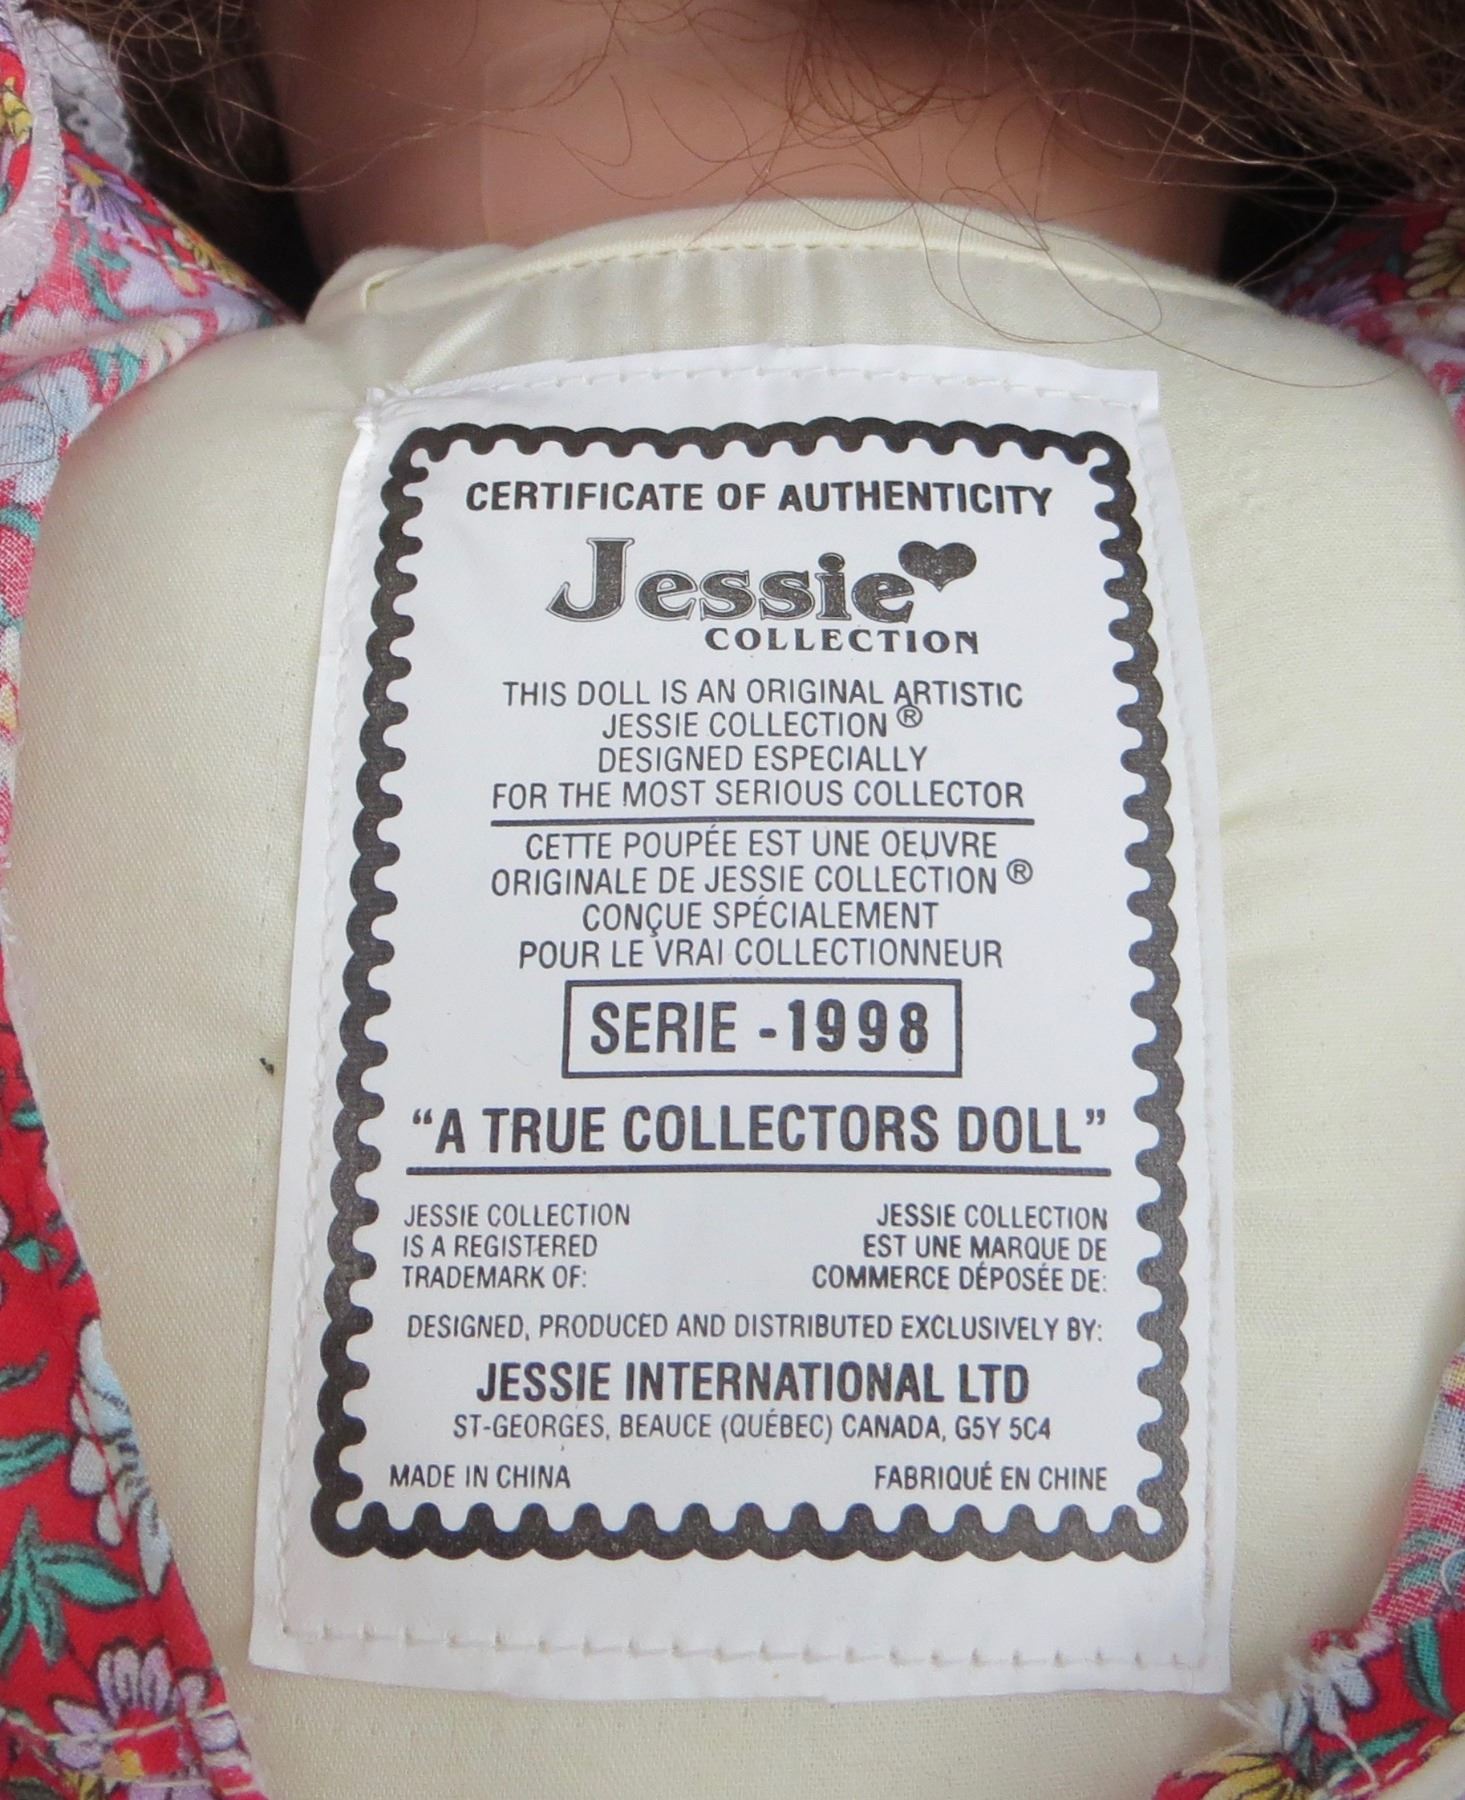 CERTIFICATE OF AUTHENTICITY
Jessie
COLLECTION
THIS DOLL IS AN ORIGINAL ARTISTIC
JESSIE COLLECTION ®
DESIGNED ESPECIALLY
FOR THE MOST SERIOUS COLLECTOR
CETTE POUPÉE EST UNE OEUVRE
ORIGINALE DE JESSIE COLLECTION ®
CONÇUE SPÉCIALEMENT
POUR LE VRAI COLLECTIONNEUR
SERIE - 1998
“A TRUE COLLECTORS DOLL”
JESSIE COLLECTION
IS A REGISTERED
TRADEMARK OF:
JESSIE COLLECTION
EST UNE MARQUE DE
COMMERCE DÉPOSÉE DE:
DESIGNED, PRODUCED AND DISTRIBUTED EXCLUSIVELY BY:
JESSIE INTERNATIONAL LTD
ST-GEORGES, BEAUCE (QUÉBEC) CANADA, G5Y 5C4
MADE IN CHINA
FABRIQUÉ EN CHINE